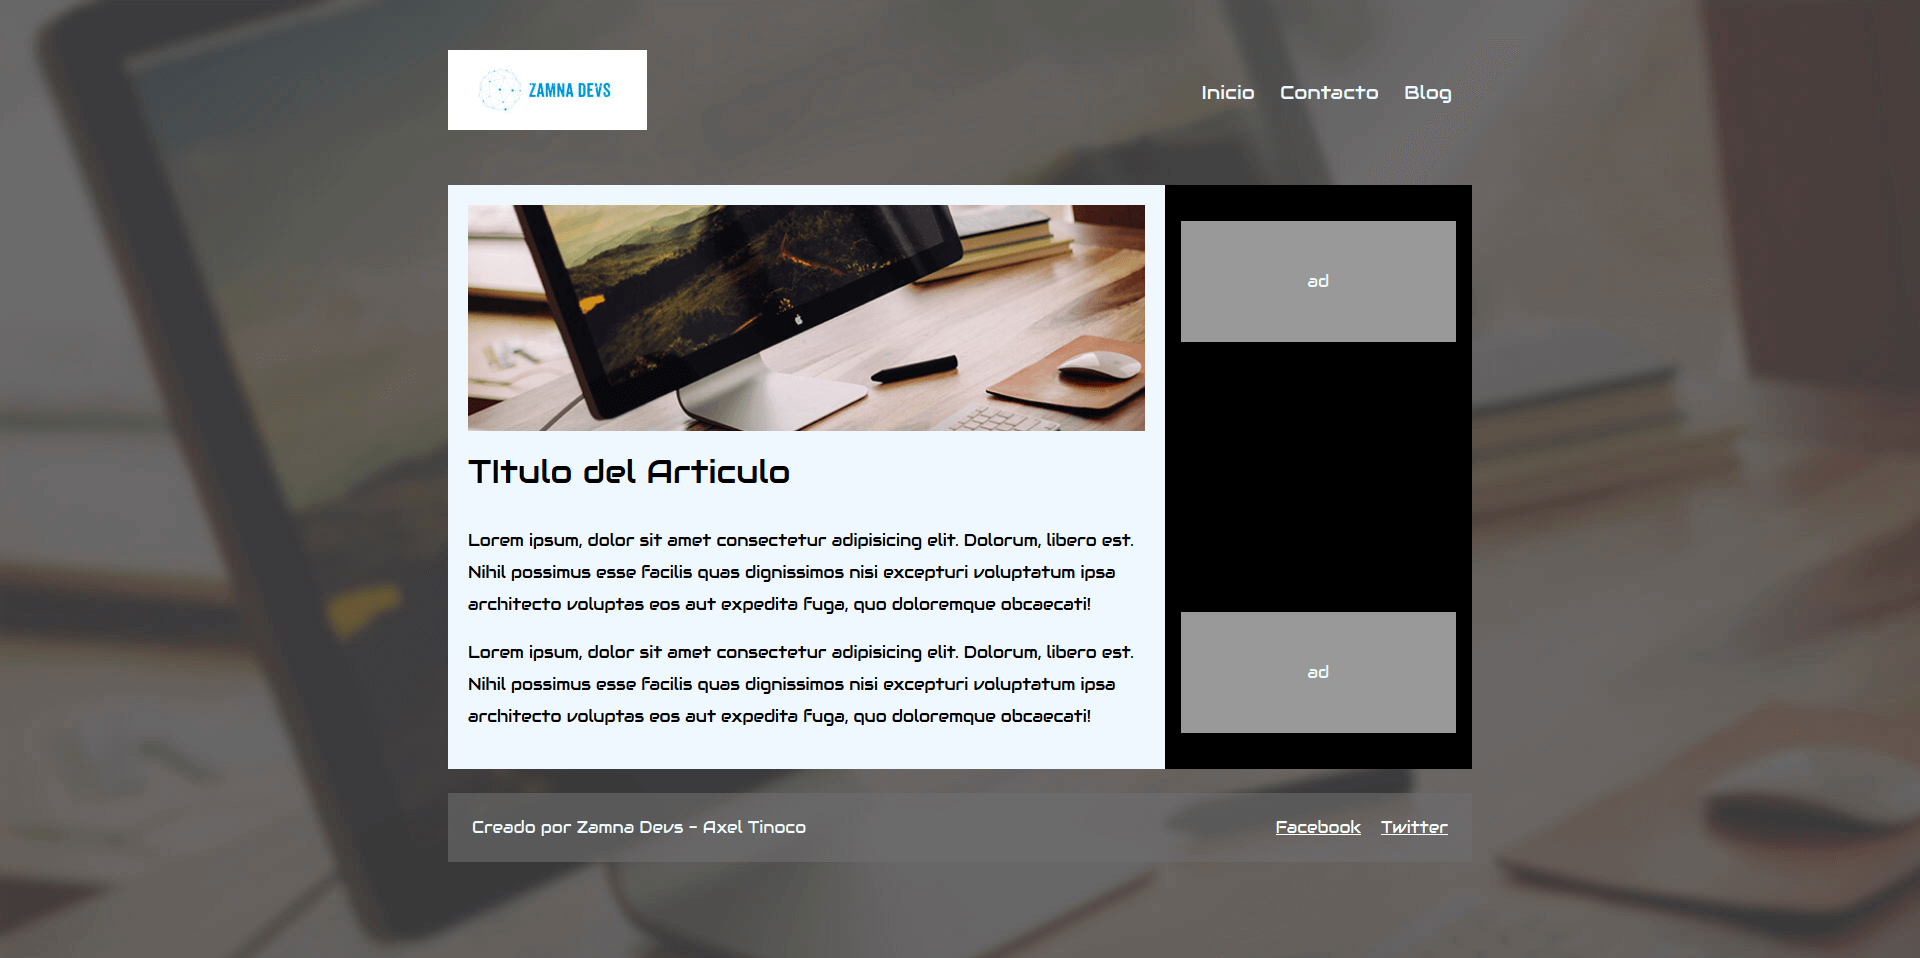 ZAMNA DEVS
Inicio Contacto Blog
ad
TItulo del Articulo
Lorem ipsum, dolor sit amet consectetur adipisicing elit. Dolorum, libero est.
Nihil possimus esse facilis quas dignissimos nisi excepturi voluptatum ipsa
architecto voluptas eos aut expedita fuga, quo doloremque obcaecati!
Lorem ipsum, dolor sit amet consectetur adipisicing elit. Dolorum, libero est.
Nihil possimus esse facilis quas dignissimos nisi excepturi voluptatum ipsa
architecto voluptas eos aut expedita fuga, quo doloremque obcaecati!
ad
Creado por Zamna Devs - Axel Tinoco
Facebook Twitter